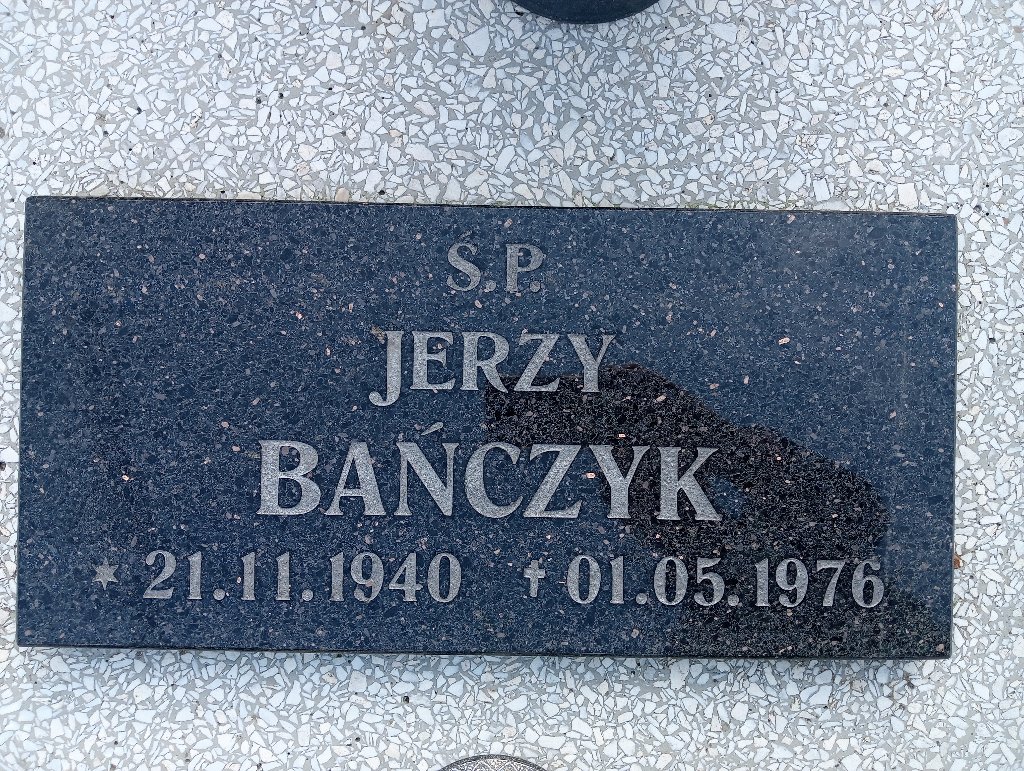 Ś.P.
JERZY
BAŃCZYK
* 21.11.1940 ✝ 01.05.1976